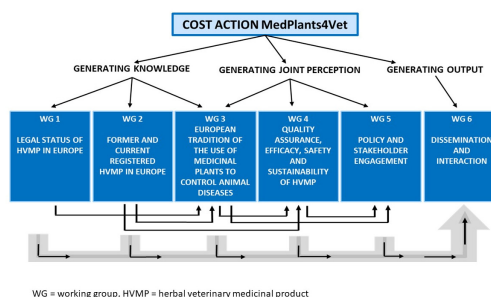 COST ACTION MedPlants4Vet
GENERATING KNOWLEDGE
GENERATING JOINT PERCEPTION
GENERATING OUTPUT
WG 1
LEGAL STATUS OF
HVMP IN EUROPE
WG 2
FORMER AND
CURRENT
REGISTERED
HVMP IN EUROPE
WG 3
EUROPEAN
TRADITION OF
THE USE OF
MEDICINAL
PLANTS TO
CONTROL ANIMAL
DISEASES
WG 4
QUALITY
ASSURANCE,
EFFICACY, SAFETY
AND
SUSTAINABILITY
OF HVMP
WG 5
POLICY AND
STAKEHOLDER
ENGAGEMENT
WG 6
DISSEMINATION
AND
INTERACTION
WG = working group, HVMP = herbal veterinary medicinal product